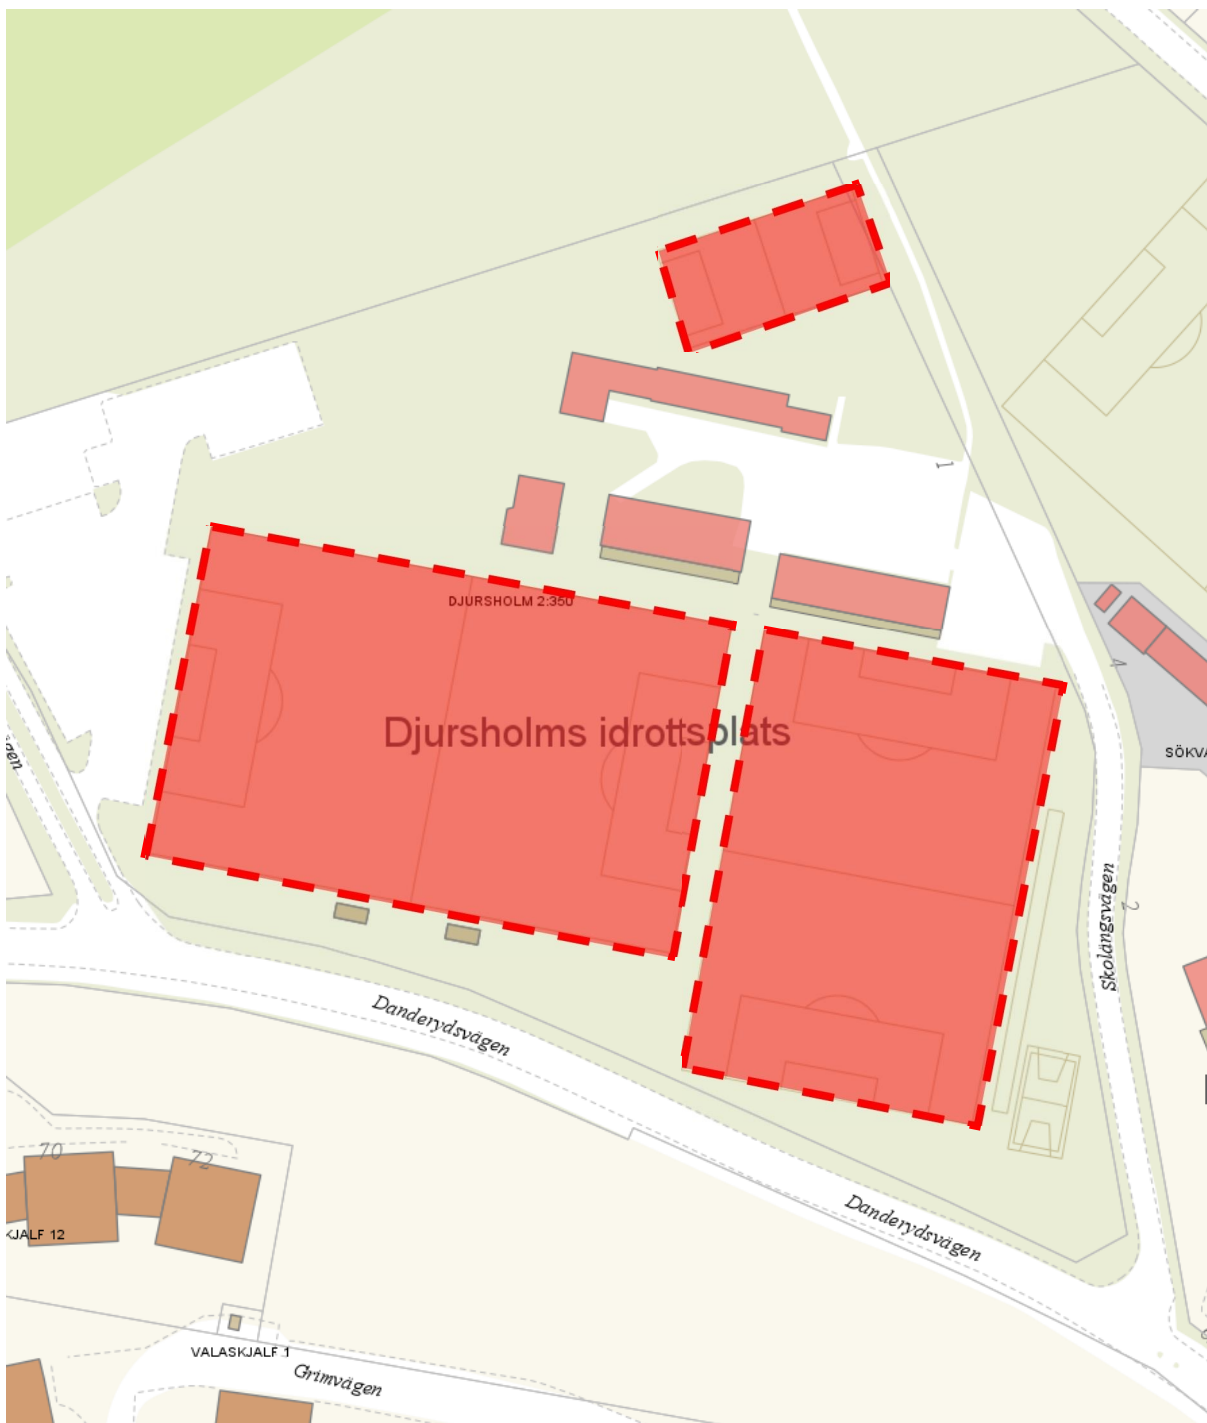 1
DJURSHOLM 2:350
4
Djursholms idrottsplats
SÖKVA
gen
Skolängsvägen
2
Danderydsvägen
70
72
KJALF 12
Danderydsvägen
VALASKJALF 1
Grimvägen